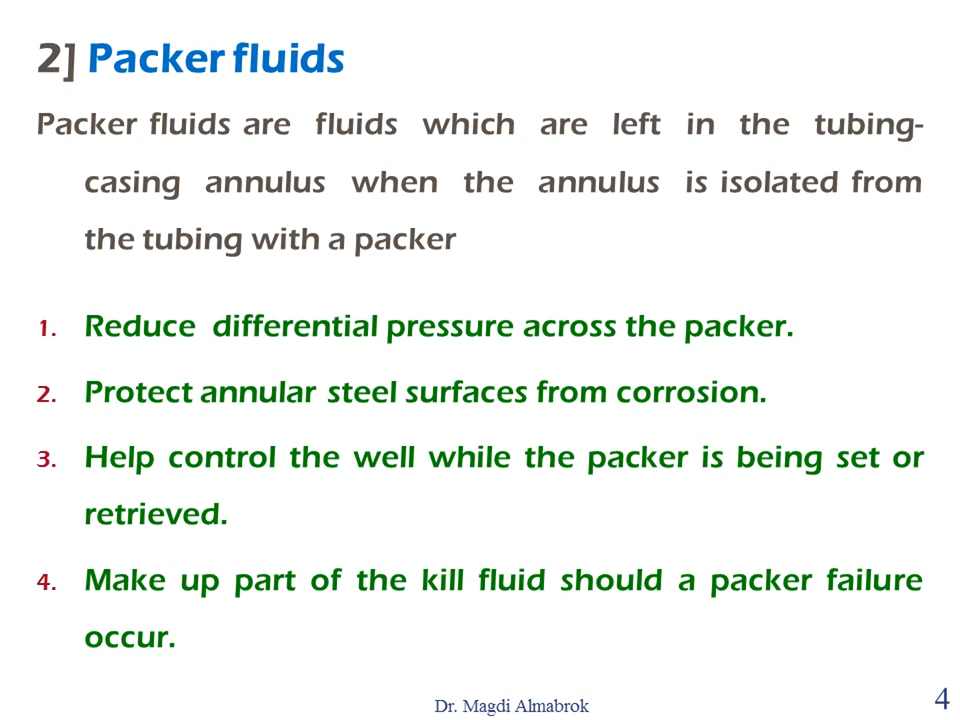 2] Packer fluids
Packer fluids are fluids which are left in the tubing-
casing annulus when the annulus is isolated from
the tubing with a packer
1. Reduce differential pressure across the packer.
2. Protect annular steel surfaces from corrosion.
3. Help control the well while the packer is being set or
retrieved.
4. Make up part of the kill fluid should a packer failure
occur.
Dr. Magdi Almabrok
4